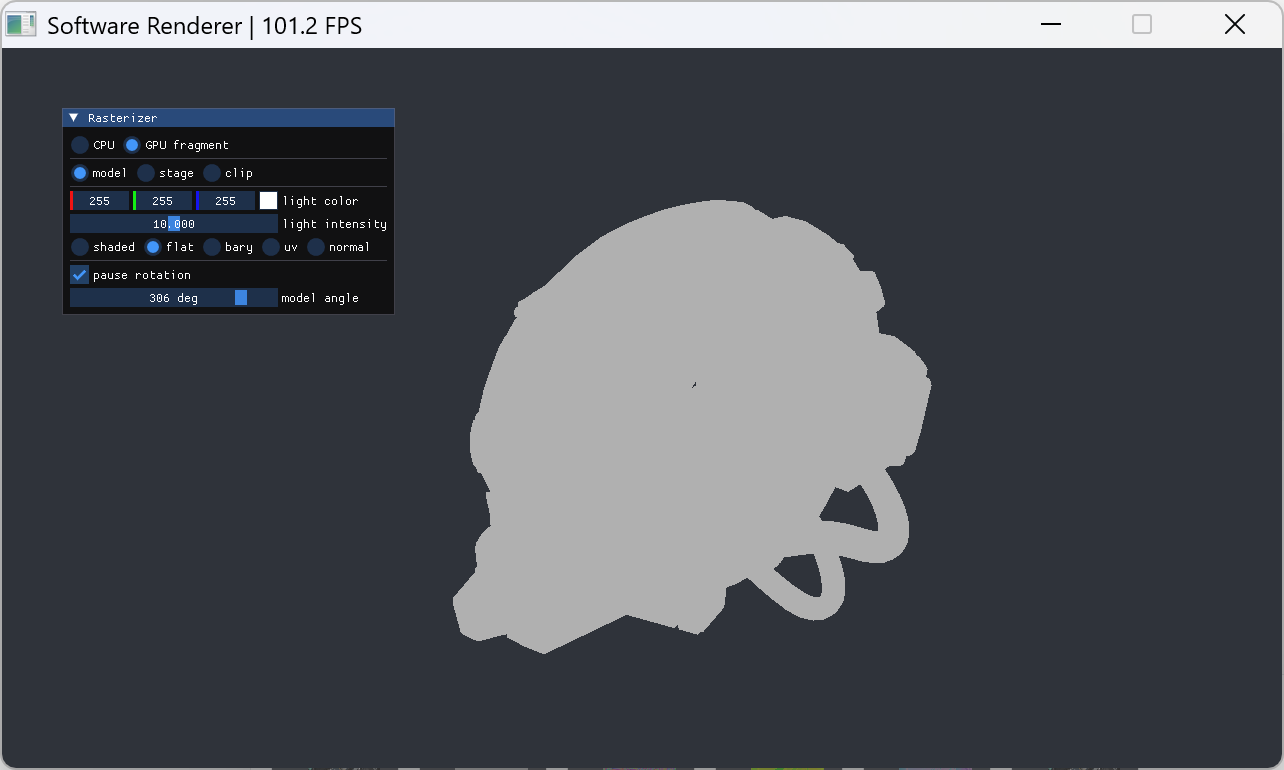 Software Renderer | 101.2 FPS
Rasterizer
CPU GPU fragment
model stage clip
255 255 255 light color
10.000 light intensity
shaded flat bary uv normal
pause rotation
306 deg model angle